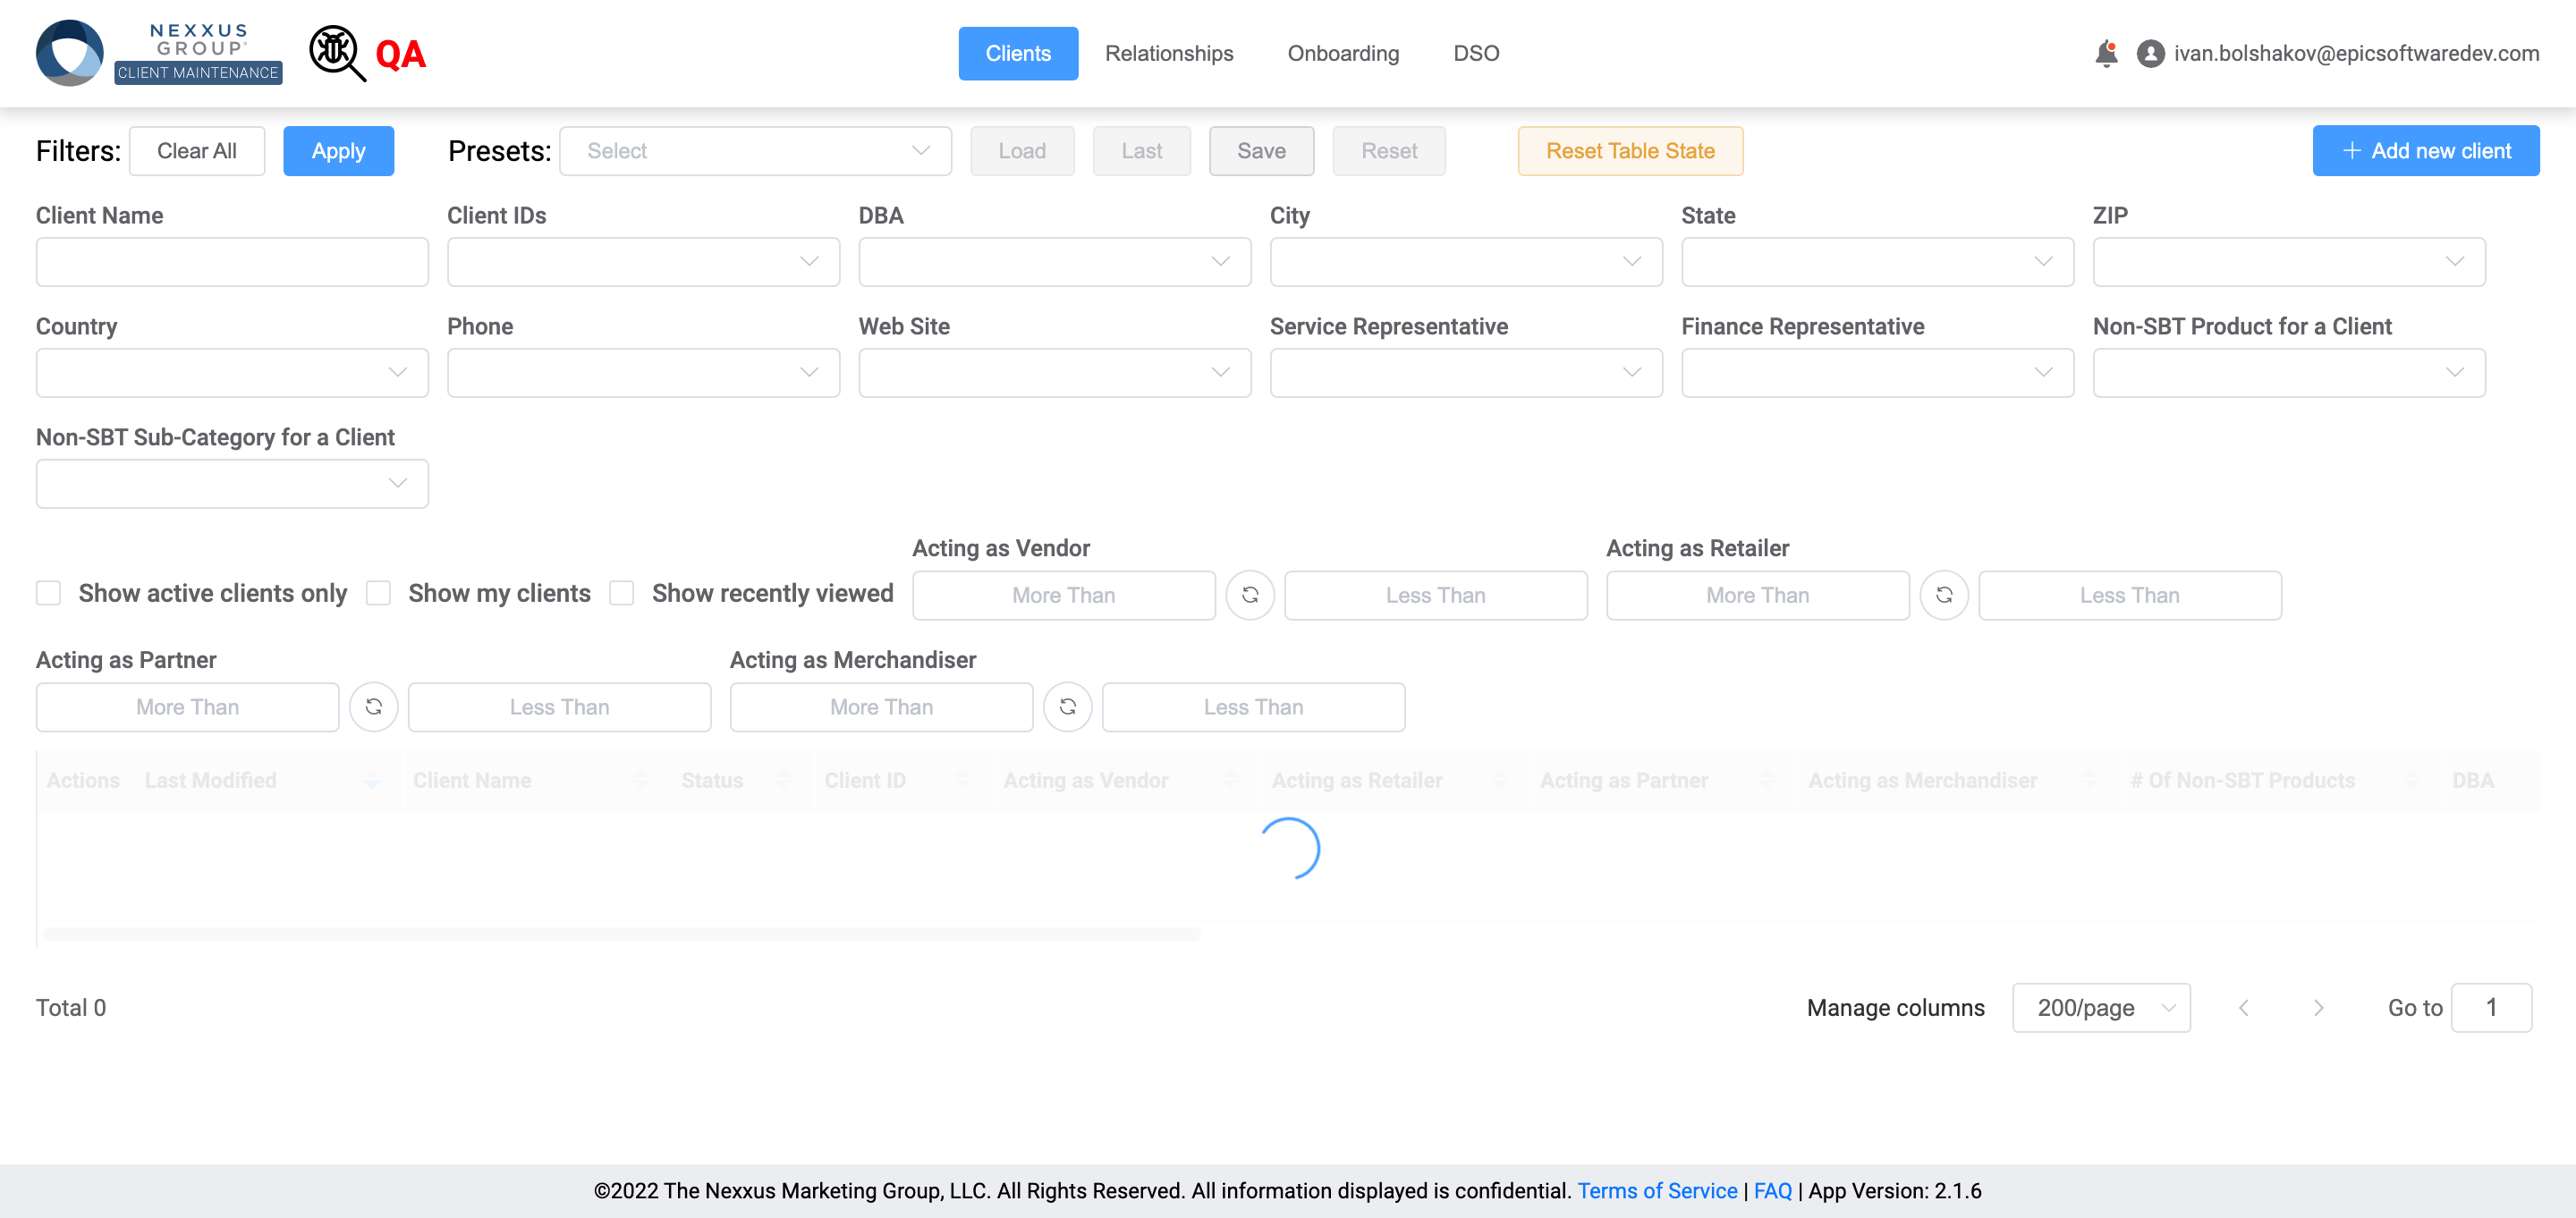 NEXXUS
GROUP
CLIENT MAINTENANCE
QA
Clients Relationships Onboarding DSO
ivan.bolshakov@epicsoftwaredev.com
Filters: Clear All Apply Presets: Select Load Last Save Reset Reset Table State + Add new client
Client Name Client IDs DBA City State ZIP
Country Phone Web Site Service Representative Finance Representative Non-SBT Product for a Client
Non-SBT Sub-Category for a Client
Acting as Vendor Acting as Retailer
Show active clients only Show my clients Show recently viewed More Than Less Than More Than Less Than
Acting as Partner Acting as Merchandiser
More Than Less Than More Than Less Than
Actions Last Modified Client Name Status Client ID Acting as Vendor Acting as Retailer Acting as Partner Acting as Merchandiser # Of Non-SBT Products DBA
Total 0 Manage columns 200/page Go to 1
©2022 The Nexxus Marketing Group, LLC. All Rights Reserved. All information displayed is confidential. Terms of Service | FAQ | App Version: 2.1.6